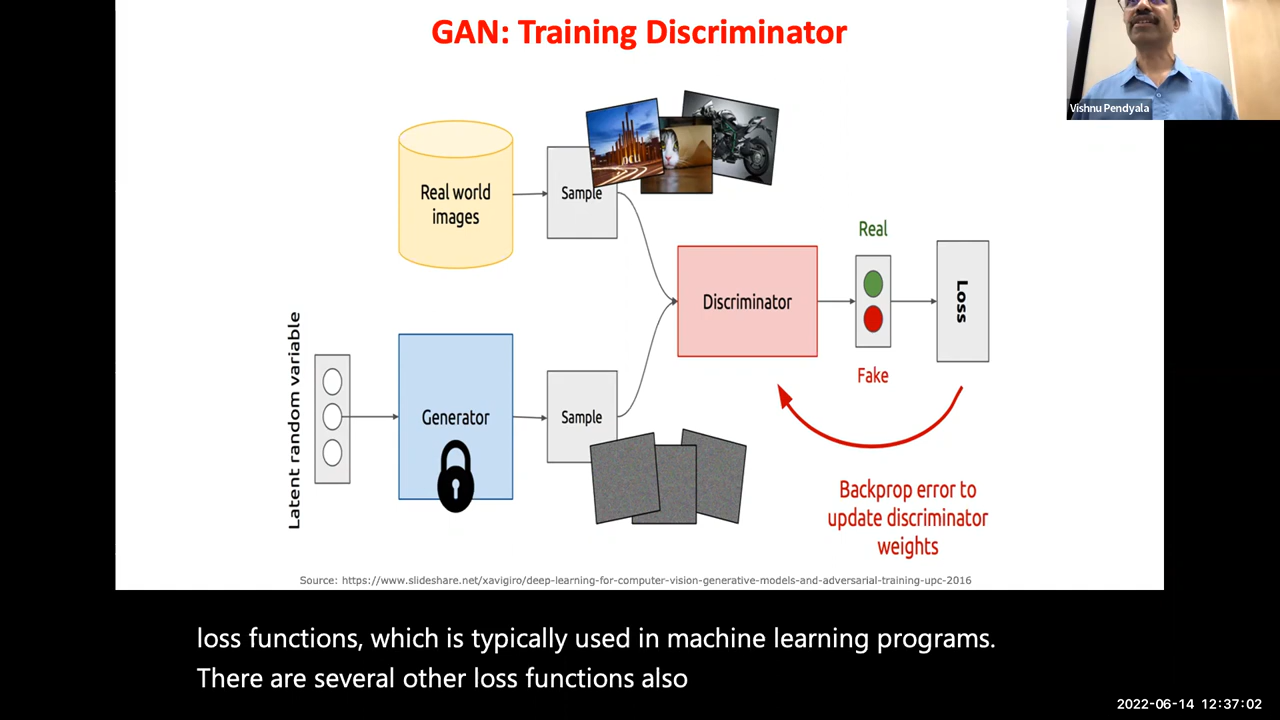 GAN: Training Discriminator
Vishnu Pendyala
Real world
images
Sample
Real
Discriminator
Loss
Fake
Latent random variable
Generator
Sample
Backprop error to
update discriminator
weights
Source: https://www.slideshare.net/xavigiro/deep-learning-for-computer-vision-generative-models-and-adversarial-training-upc-2016
loss functions, which is typically used in machine learning programs.
There are several other loss functions also
2022-06-14 12:37:02